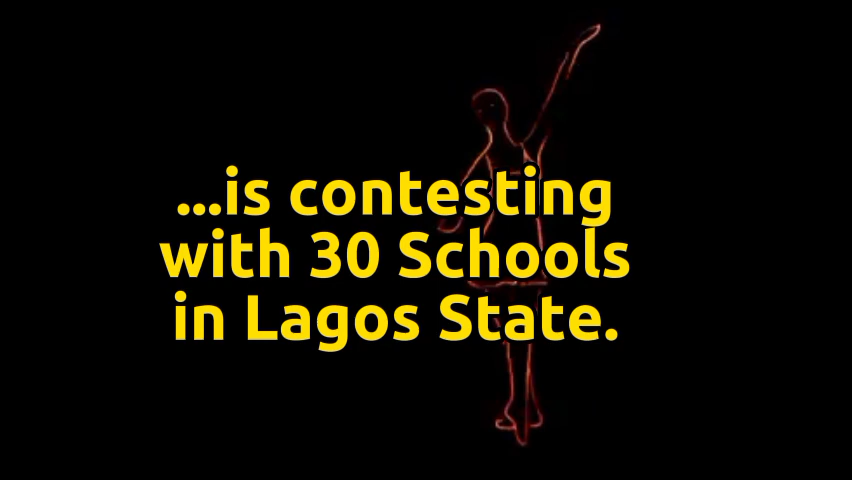 ...is contesting
with 30 Schools
in Lagos State.